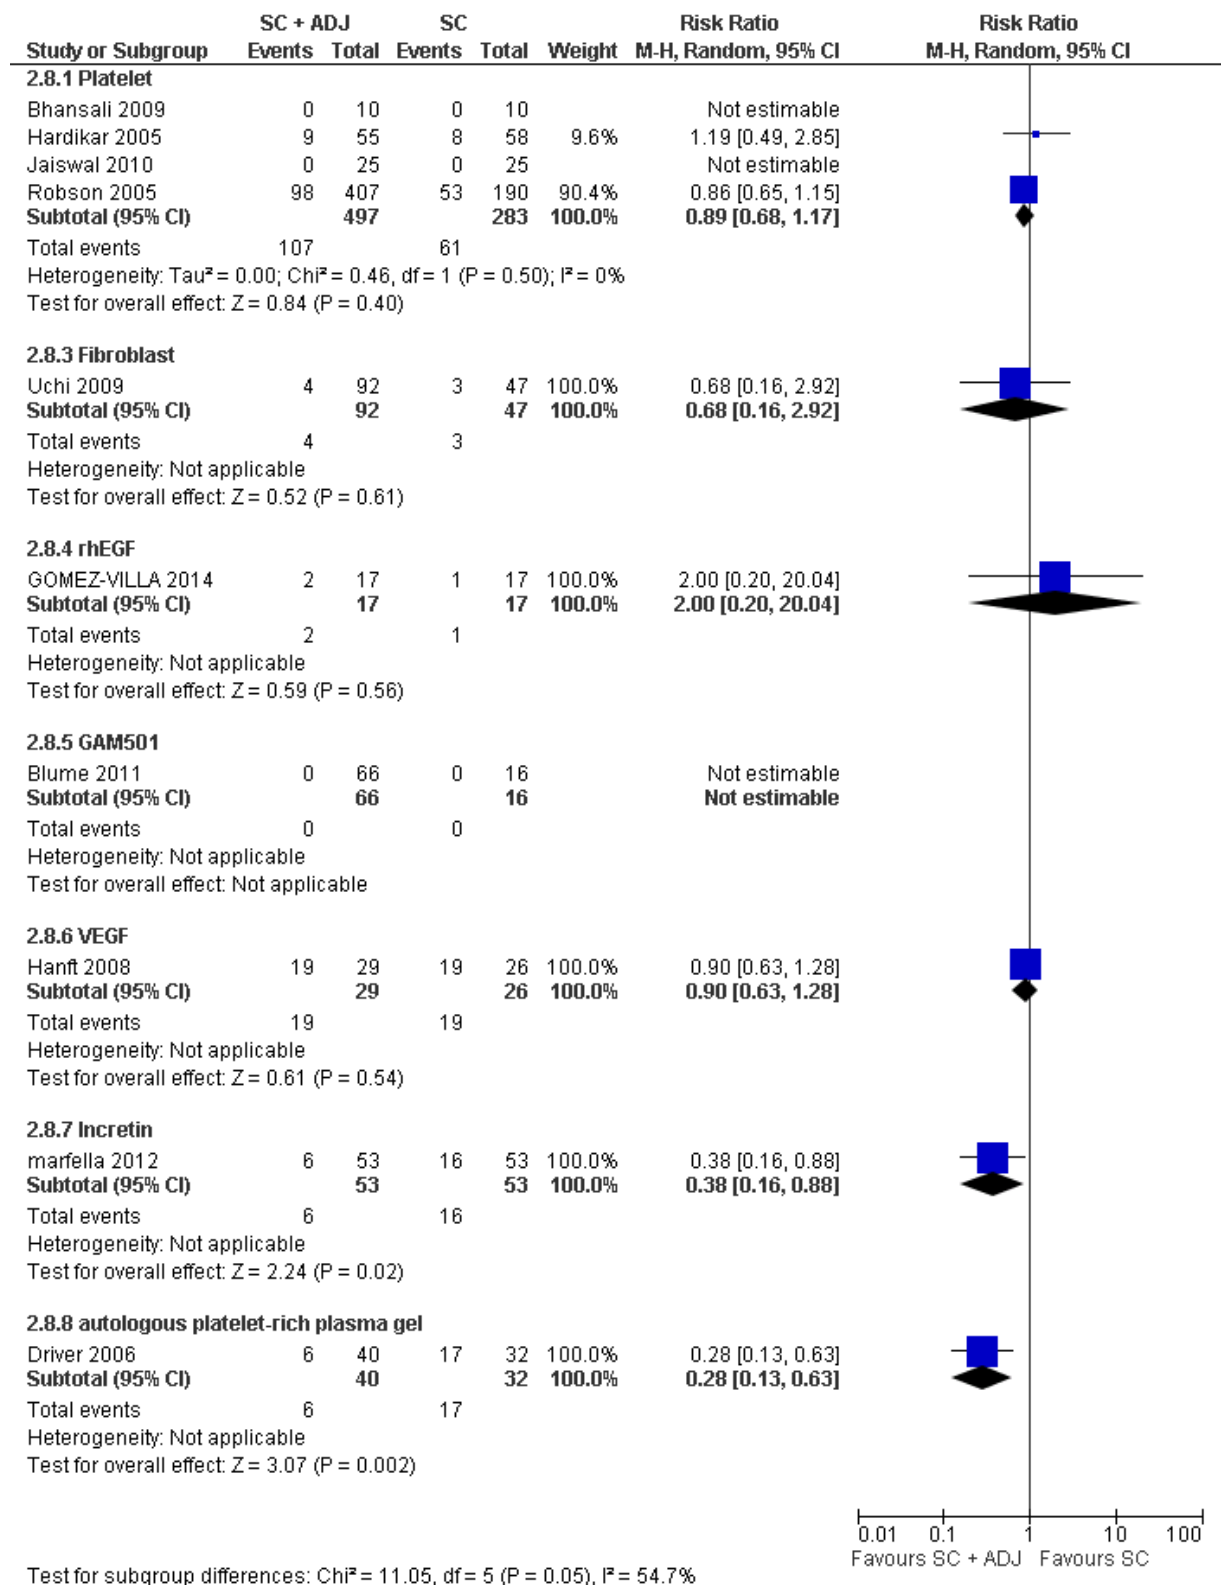 SC + ADJ SC Risk Ratio Risk Ratio
Study or Subgroup Events Total Events Total Weight M-H, Random, 95% CI M-H, Random, 95% CI
2.8.1 Platelet
Bhansali 2009 0 10 0 10 Not estimable
Hardikar 2005 9 55 8 58 9.6% 1.19 [0.49, 2.85]
Jaiswal 2010 0 25 0 25 Not estimable
Robson 2005 98 407 53 190 90.4% 0.86 [0.65, 1.15]
Subtotal (95% CI) 497 283 100.0% 0.89 [0.68, 1.17]
Total events 107 61
Heterogeneity: Tau² = 0.00; Chi² = 0.46, df = 1 (P = 0.50); I² = 0%
Test for overall effect: Z = 0.84 (P = 0.40)
2.8.3 Fibroblast
Uchi 2009 4 92 3 47 100.0% 0.68 [0.16, 2.92]
Subtotal (95% CI) 92 47 100.0% 0.68 [0.16, 2.92]
Total events 4 3
Heterogeneity: Not applicable
Test for overall effect: Z = 0.52 (P = 0.61)
2.8.4 rhEGF
GOMEZ-VILLA 2014 2 17 1 17 100.0% 2.00 [0.20, 20.04]
Subtotal (95% CI) 17 17 100.0% 2.00 [0.20, 20.04]
Total events 2 1
Heterogeneity: Not applicable
Test for overall effect: Z = 0.59 (P = 0.56)
2.8.5 GAM501
Blume 2011 0 66 0 16 Not estimable
Subtotal (95% CI) 66 16 Not estimable
Total events 0 0
Heterogeneity: Not applicable
Test for overall effect: Not applicable
2.8.6 VEGF
Hanft 2008 19 29 19 26 100.0% 0.90 [0.63, 1.28]
Subtotal (95% CI) 29 26 100.0% 0.90 [0.63, 1.28]
Total events 19 19
Heterogeneity: Not applicable
Test for overall effect: Z = 0.61 (P = 0.54)
2.8.7 Incretin
marfella 2012 6 53 16 53 100.0% 0.38 [0.16, 0.88]
Subtotal (95% CI) 53 53 100.0% 0.38 [0.16, 0.88]
Total events 6 16
Heterogeneity: Not applicable
Test for overall effect: Z = 2.24 (P = 0.02)
2.8.8 autologous platelet-rich plasma gel
Driver 2006 6 40 17 32 100.0% 0.28 [0.13, 0.63]
Subtotal (95% CI) 40 32 100.0% 0.28 [0.13, 0.63]
Total events 6 17
Heterogeneity: Not applicable
Test for overall effect: Z = 3.07 (P = 0.002)
0.01 0.1 1 10 100
Favours SC + ADJ Favours SC
Test for subgroup differences: Chi² = 11.05, df = 5 (P = 0.05), I² = 54.7%